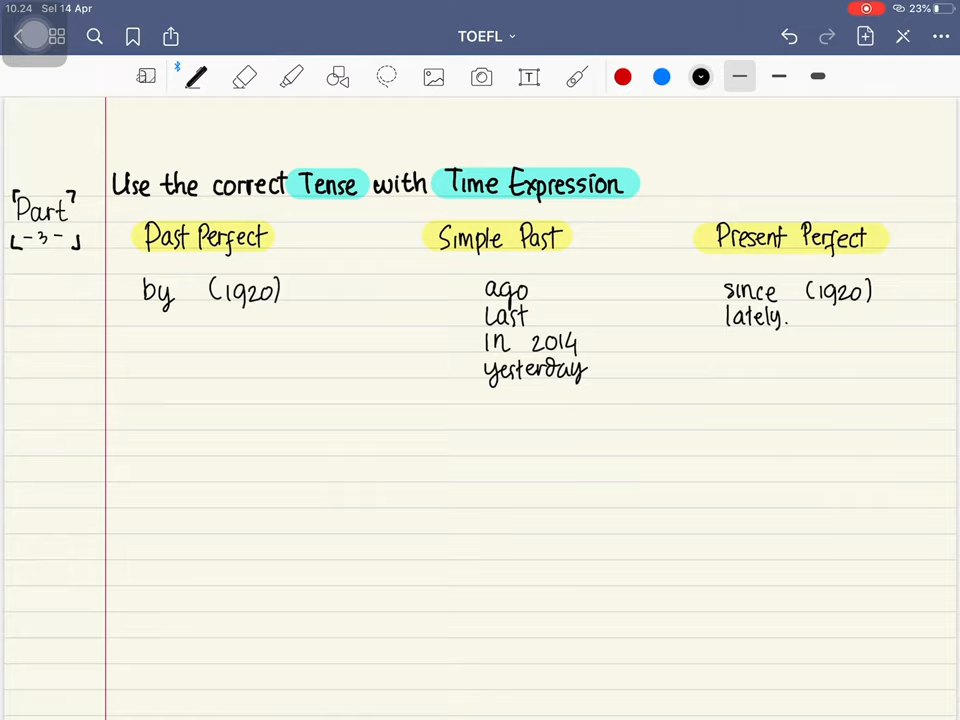 10.24 Sel 14 Apr
23%
TOEFL
T
Use the correct Tense with Time Expression
Part
-3-
Past Perfect
Simple Past
Present Perfect
by (1920)
ago
Last
in 2014
yesterday
since (1920)
lately.